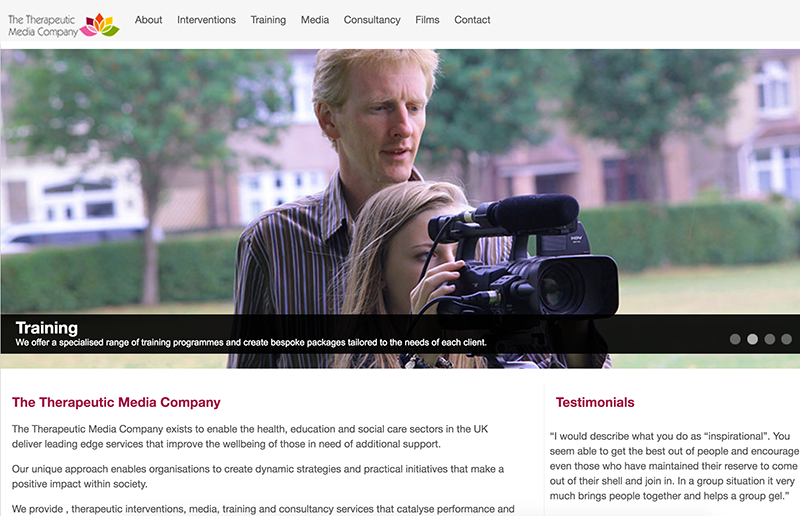 The Therapeutic
Media Company
About Interventions Training Media Consultancy Films Contact
HDV
Training
We offer a specialised range of training programmes and create bespoke packages tailored to the needs of each client.
The Therapeutic Media Company
The Therapeutic Media Company exists to enable the health, education and social care sectors in the UK
deliver leading edge services that improve the wellbeing of those in need of additional support.
Our unique approach enables organisations to create dynamic strategies and practical initiatives that make a
positive impact within society.
We provide , therapeutic interventions, media, training and consultancy services that catalyse performance and
Testimonials
“I would describe what you do as “inspirational”. You
seem able to get the best out of people and encourage
even those who have maintained their reserve to come
out of their shell and join in. In a group situation it very
much brings people together and helps a group gel.”